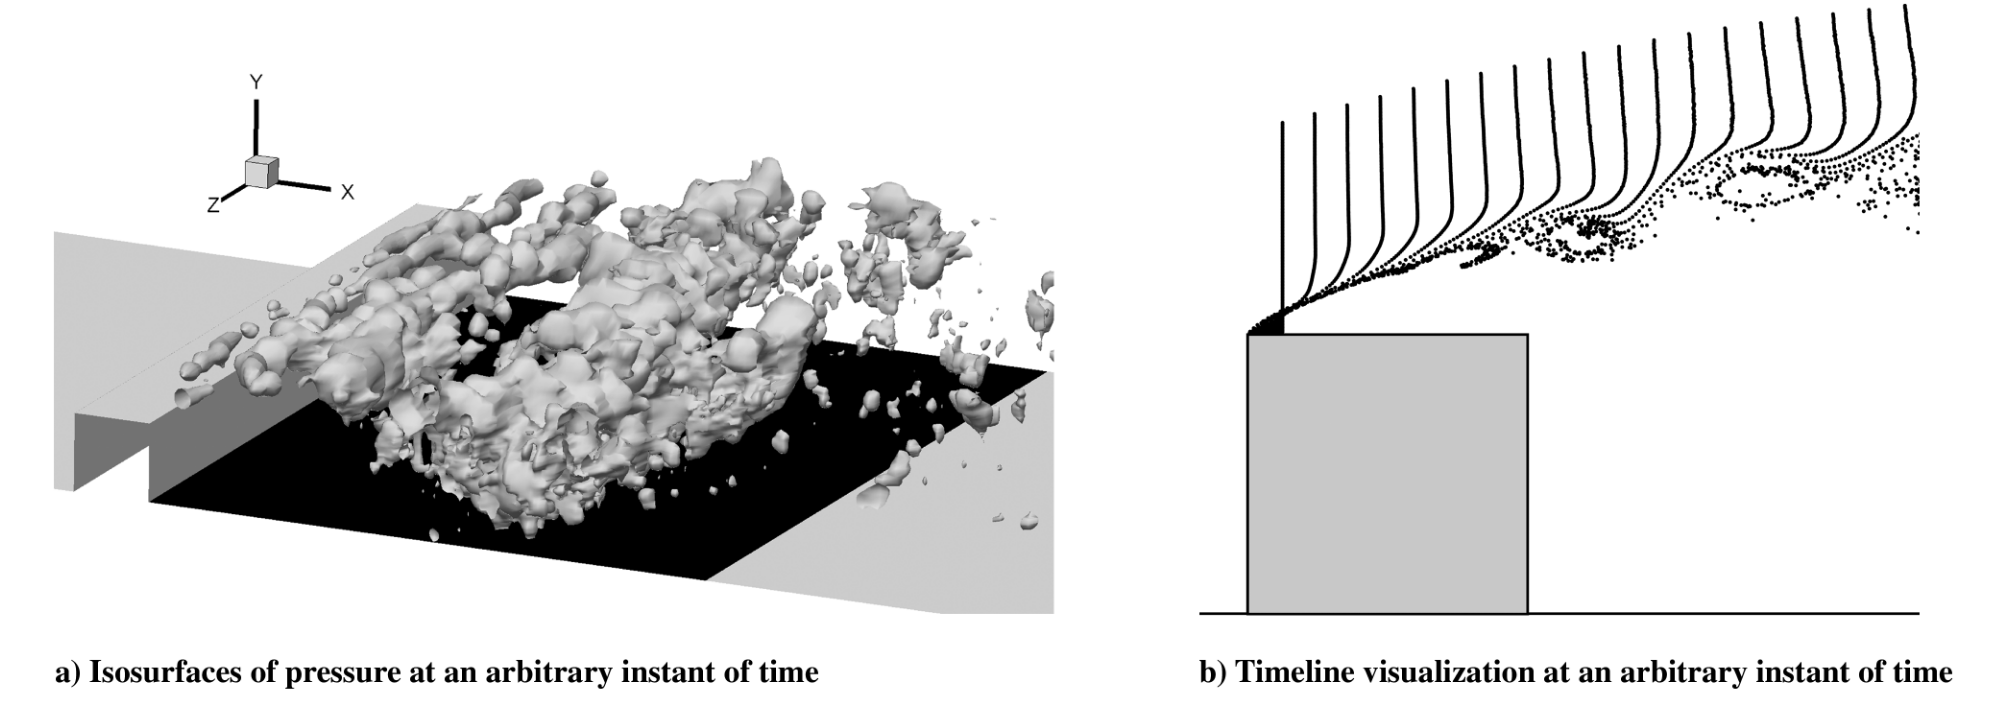 Y
X
Z
a) Isosurfaces of pressure at an arbitrary instant of time
b) Timeline visualization at an arbitrary instant of time